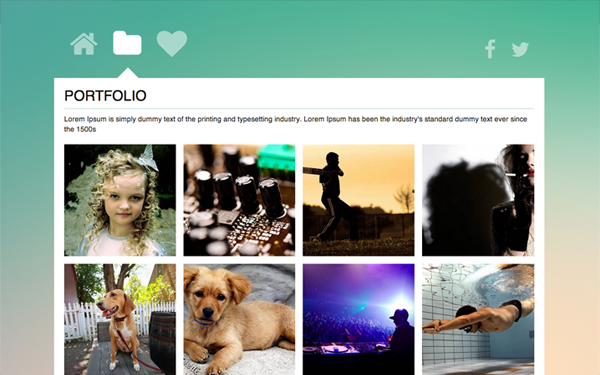 PORTFOLIO
Lorem Ipsum is simply dummy text of the printing and typesetting industry. Lorem Ipsum has been the industry's standard dummy text ever since
the 1500s